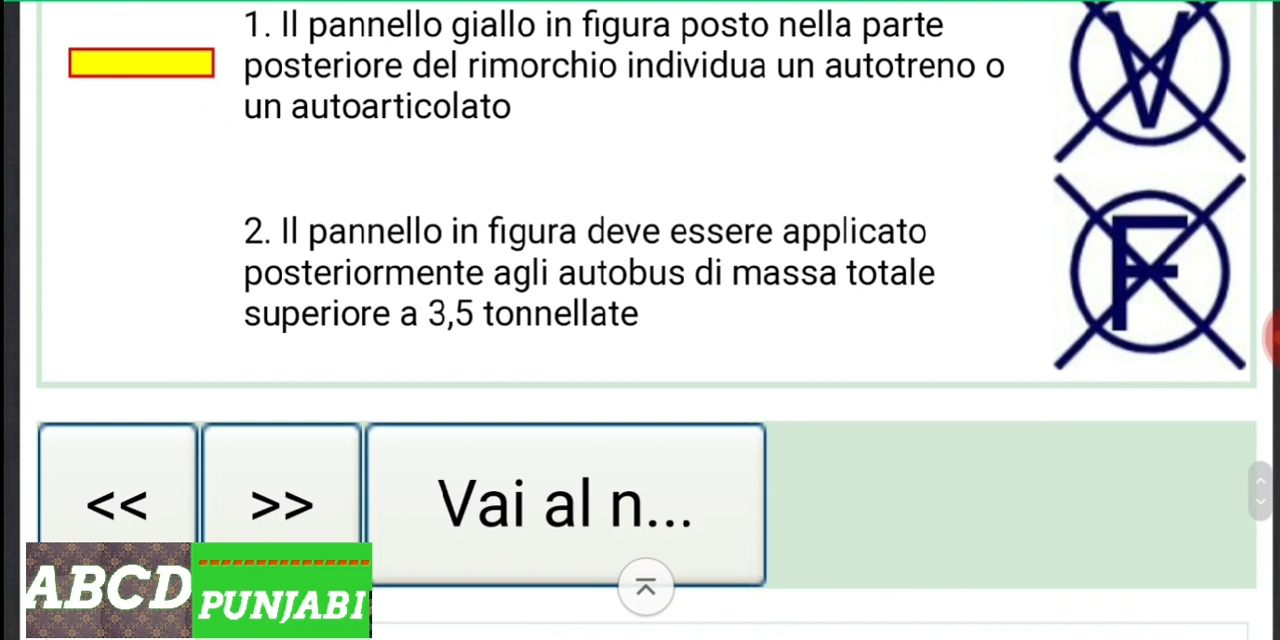 1. Il pannello giallo in figura posto nella parte
posteriore del rimorchio individua un autotreno o
un autoarticolato
V
2. Il pannello in figura deve essere applicato
posteriormente agli autobus di massa totale
superiore a 3,5 tonnellate
F
<< >> Vai al n...
ABCD PUNJABI